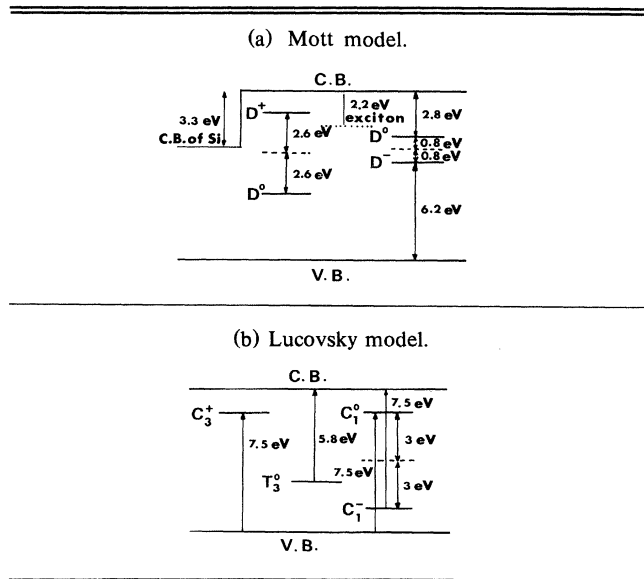 (a) Mott model.
C.B.
3.3 eV
2.2 eV
exciton
D⁺
2.8 eV
C.B. of Si
2.6 eV
D⁰
0.8 eV
D⁻
0.8 eV
2.6 eV
D⁰
6.2 eV
V.B.
(b) Lucovsky model.
C.B.
7.5 eV
C₃⁺
C₁⁰
5.8 eV
7.5 eV
7.5 eV
3 eV
T₃⁰
3 eV
C₁⁻
V.B.